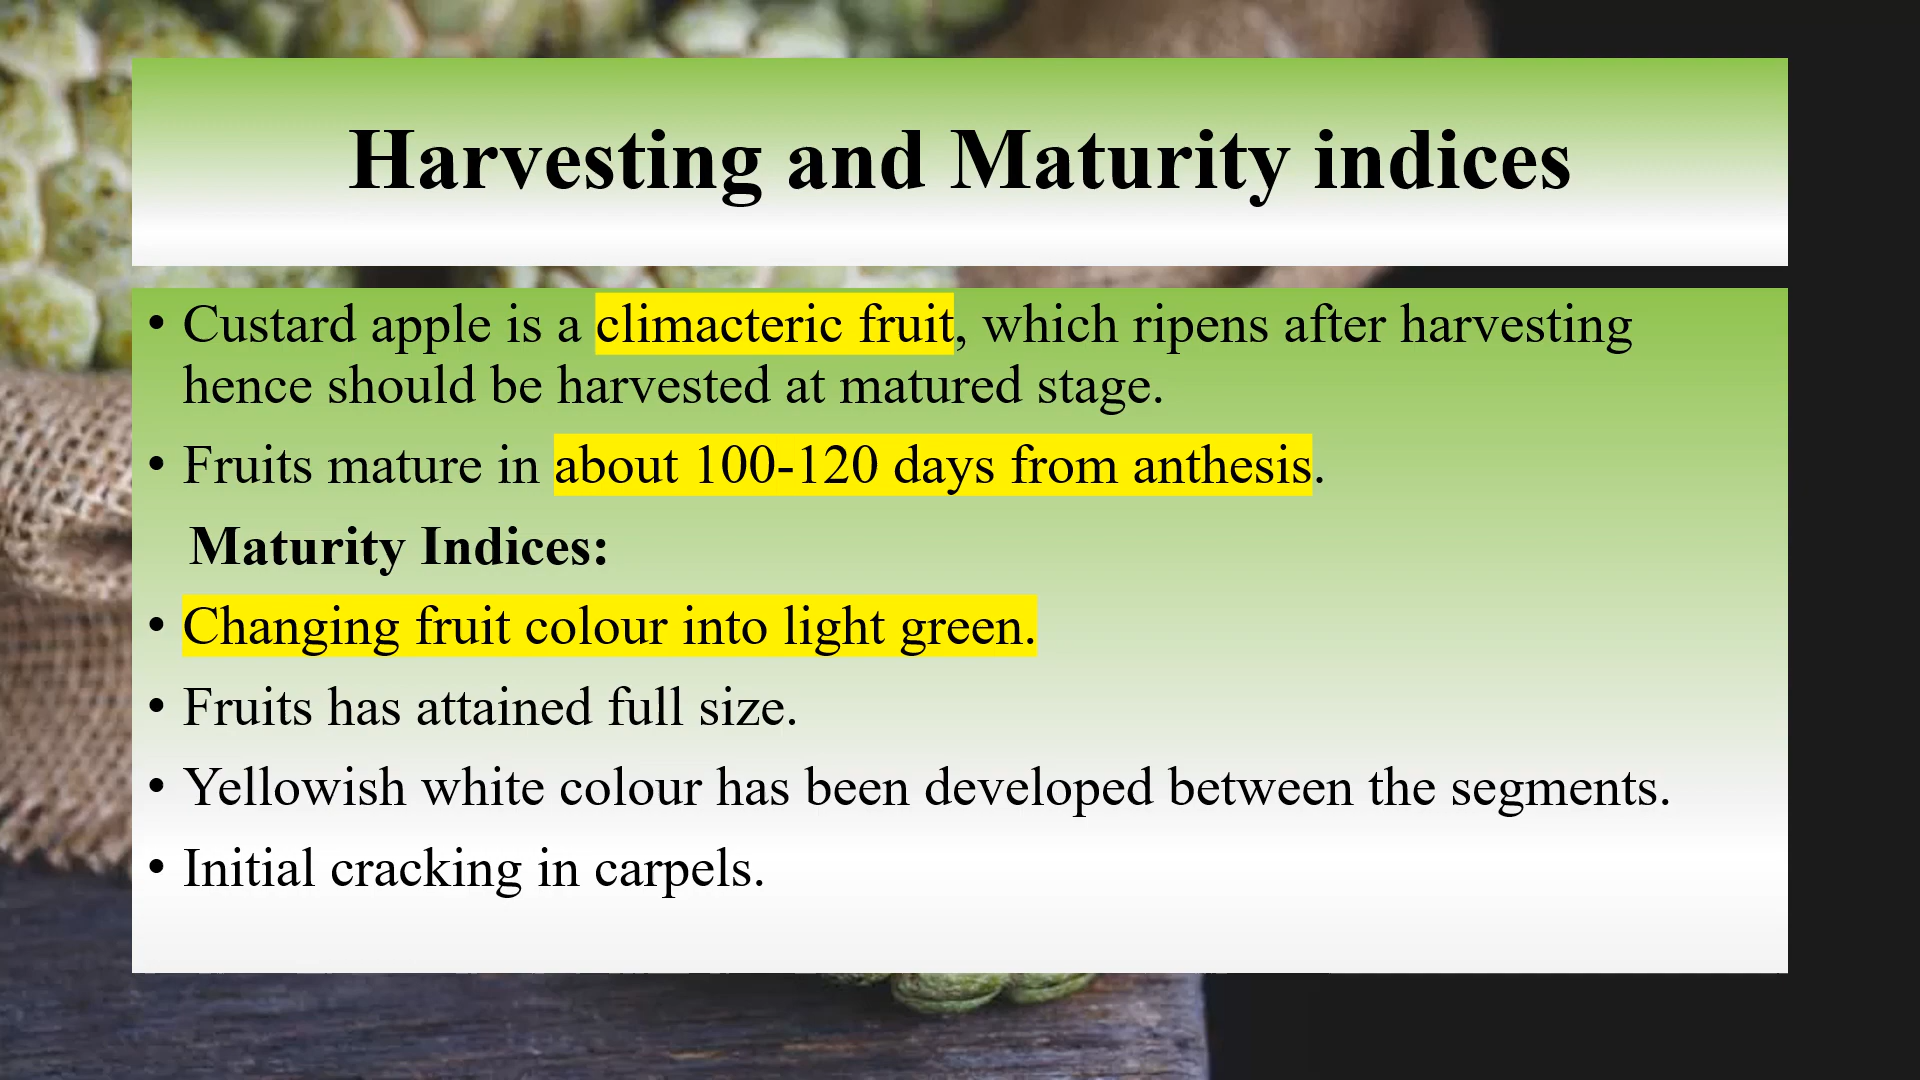 Harvesting and Maturity indices
• Custard apple is a climacteric fruit, which ripens after harvesting
hence should be harvested at matured stage.
• Fruits mature in about 100-120 days from anthesis.
Maturity Indices:
• Changing fruit colour into light green.
• Fruits has attained full size.
• Yellowish white colour has been developed between the segments.
• Initial cracking in carpels.